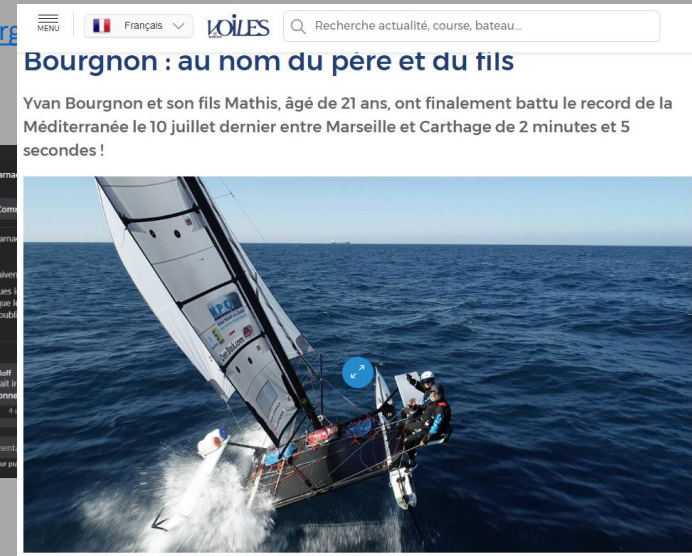 MENU
Français
VOILES
Recherche actualité, course, bateau...
Bourgnon : au nom du père et du fils
Yvan Bourgnon et son fils Mathis, âgé de 21 ans, ont finalement battu le record de la
Méditerranée le 10 juillet dernier entre Marseille et Carthage de 2 minutes et 5
secondes !